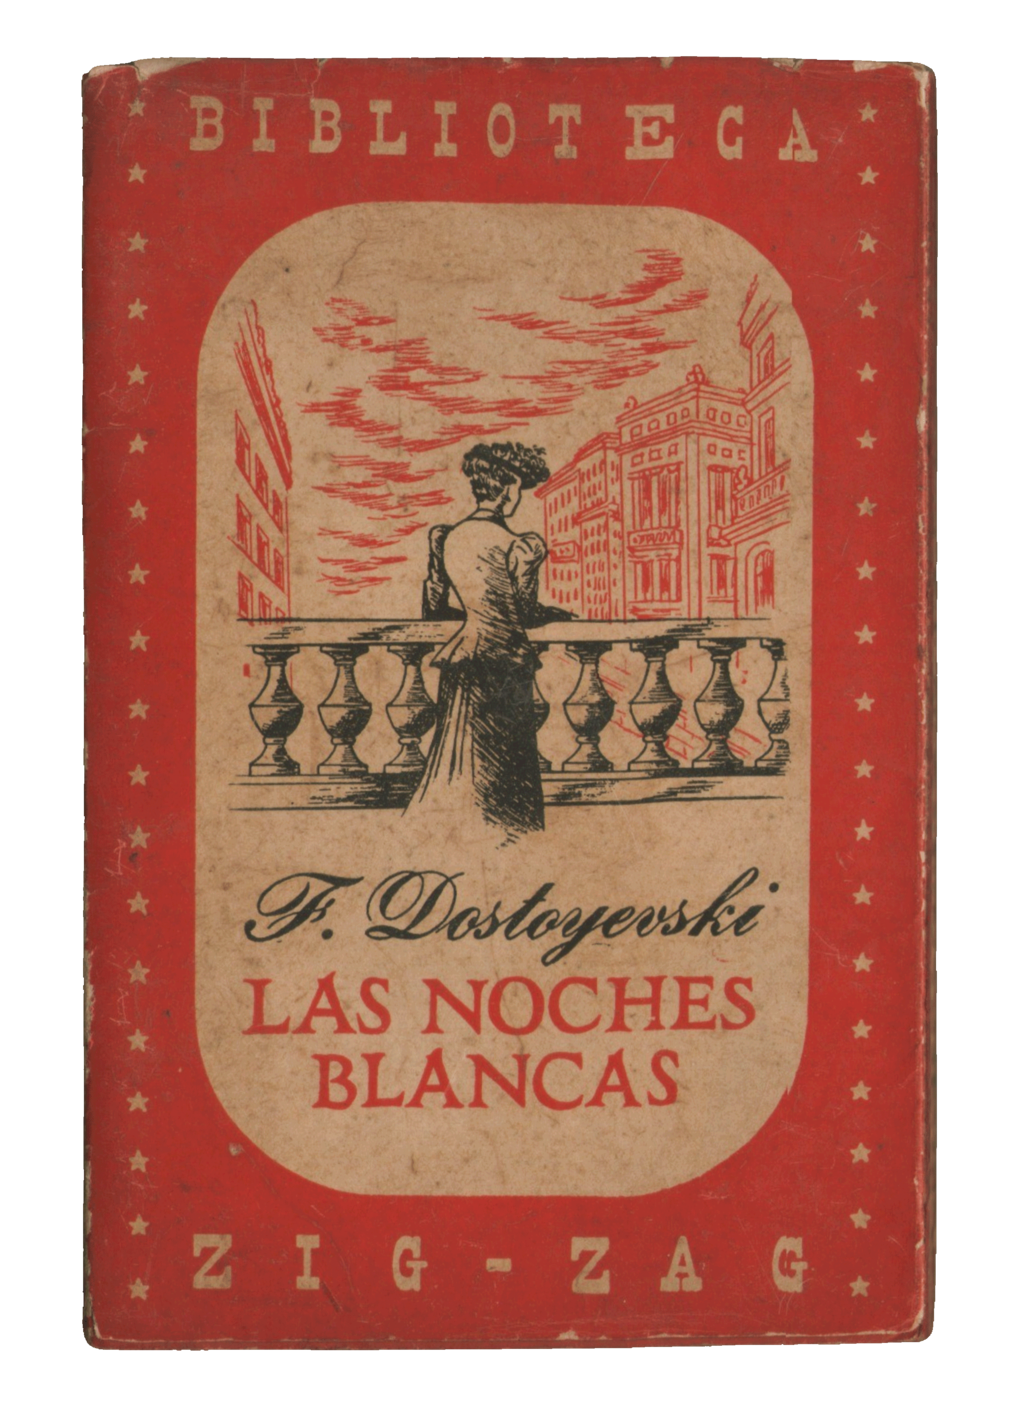 BIBLIOTECA
F. Dostoyevski
LAS NOCHES
BLANCAS
ZIG-ZAG